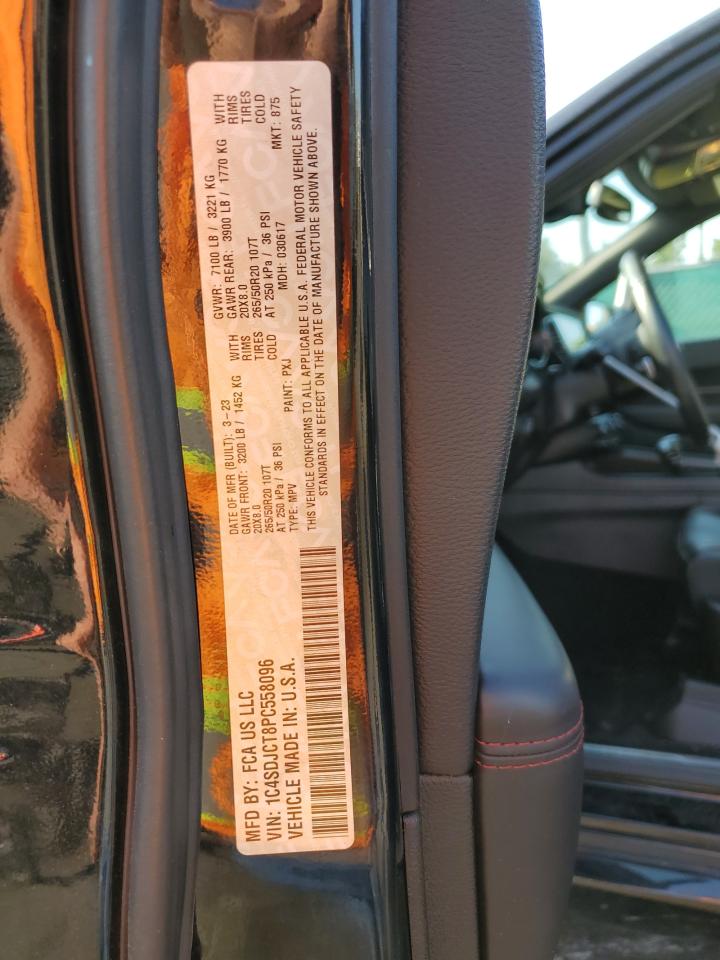 MFD BY: FCA US LLC
VIN: 1C4SDJCT8PC558096
VEHICLE MADE IN: U.S.A.
DATE OF MFR (BUILT): 3-23 GVWR: 7100 LB / 3221 KG
GAWR FRONT: 3200 LB / 1452 KG WITH GAWR REAR: 3900 LB / 1770 KG WITH
20X8.0 RIMS 20X8.0 RIMS
265/50R20 107T TIRES 265/50R20 107T TIRES
AT 250 kPa / 36 PSI COLD AT 250 kPa / 36 PSI COLD
TYPE: MPV PAINT: PXJ MDH: 030617 MKT: 875
THIS VEHICLE CONFORMS TO ALL APPLICABLE U.S.A. FEDERAL MOTOR VEHICLE SAFETY
STANDARDS IN EFFECT ON THE DATE OF MANUFACTURE SHOWN ABOVE.